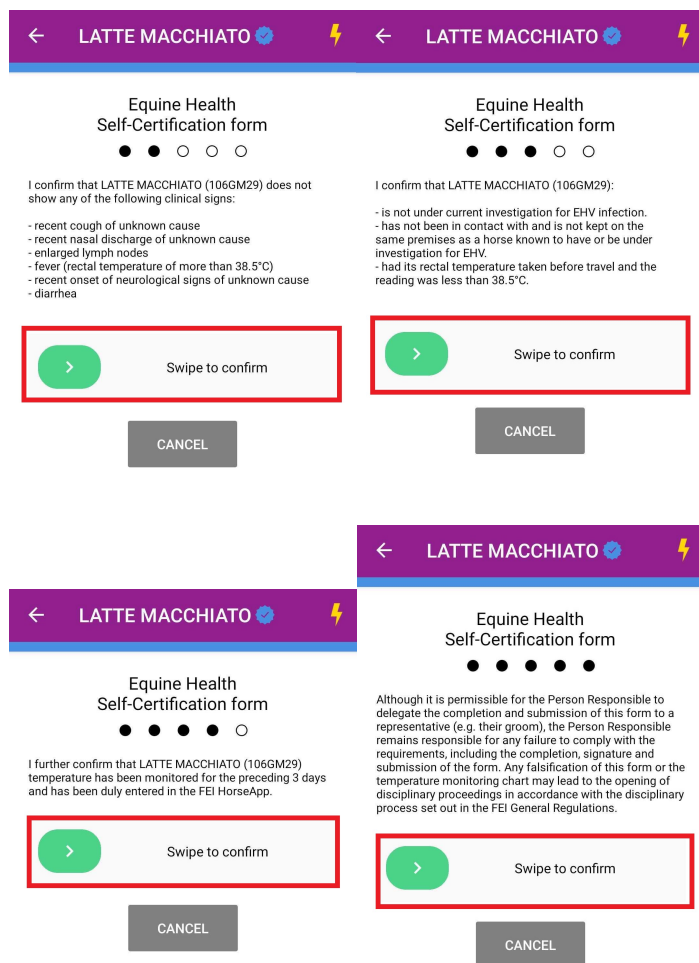 LATTE MACCHIATO
Equine Health
Self-Certification form
I confirm that LATTE MACCHIATO (106GM29) does not
show any of the following clinical signs:
- recent cough of unknown cause
- recent nasal discharge of unknown cause
- enlarged lymph nodes
- fever (rectal temperature of more than 38.5°C)
- recent onset of neurological signs of unknown cause
- diarrhea
Swipe to confirm
CANCEL
LATTE MACCHIATO
Equine Health
Self-Certification form
I confirm that LATTE MACCHIATO (106GM29):
- is not under current investigation for EHV infection.
- has not been in contact with and is not kept on the
same premises as a horse known to have or be under
investigation for EHV.
- had its rectal temperature taken before travel and the
reading was less than 38.5°C.
Swipe to confirm
CANCEL
LATTE MACCHIATO
Equine Health
Self-Certification form
I further confirm that LATTE MACCHIATO (106GM29)
temperature has been monitored for the preceding 3 days
and has been duly entered in the FEI HorseApp.
Swipe to confirm
CANCEL
LATTE MACCHIATO
Equine Health
Self-Certification form
Although it is permissible for the Person Responsible to
delegate the completion and submission of this form to a
representative (e.g. their groom), the Person Responsible
remains responsible for any failure to comply with the
requirements, including the completion, signature and
submission of the form. Any falsification of this form or the
temperature monitoring chart may lead to the opening of
disciplinary proceedings in accordance with the disciplinary
process set out in the FEI General Regulations.
Swipe to confirm
CANCEL